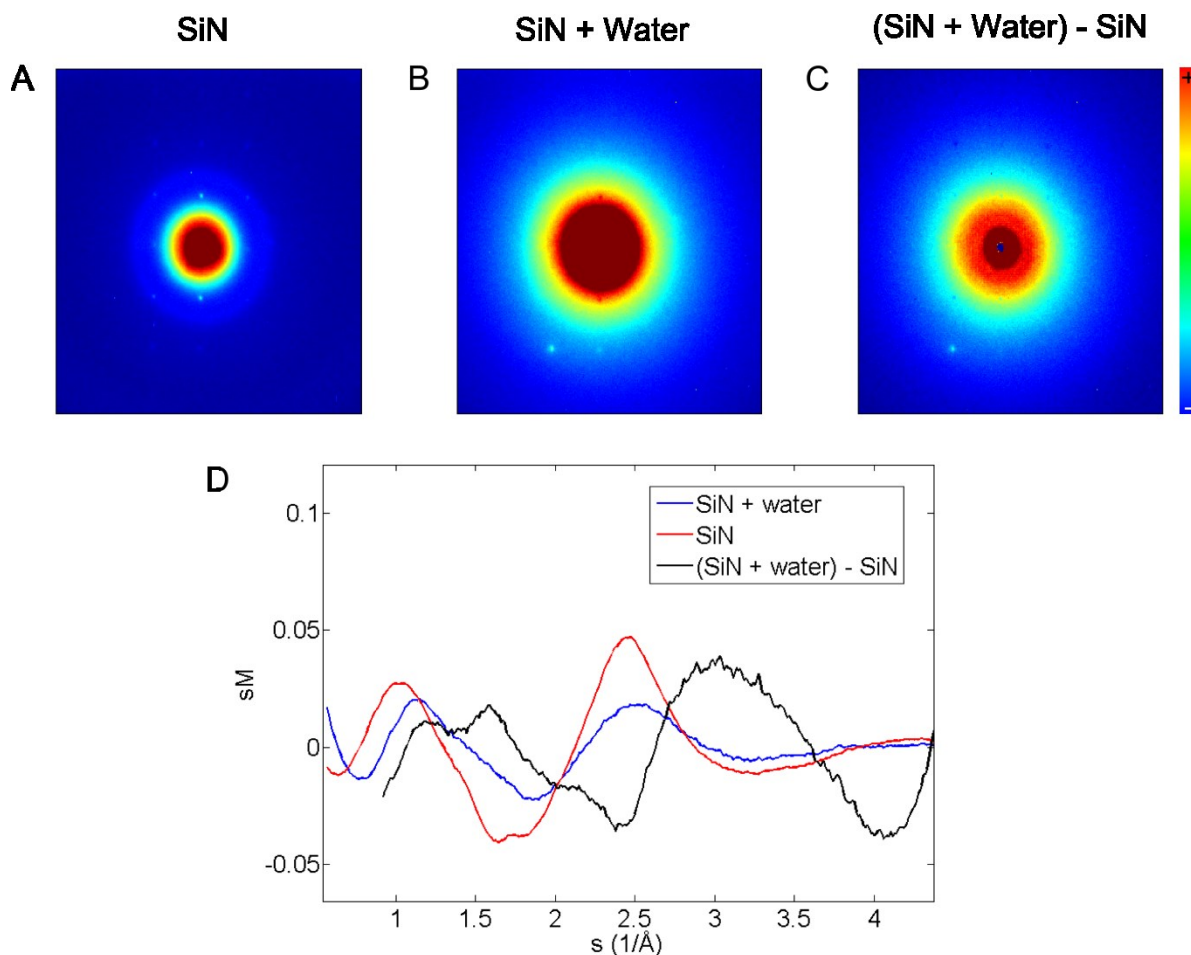 SiN
SiN + Water
(SiN + Water) - SiN
A
B
C
+
−
D
SiN + water
SiN
(SiN + water) - SiN
0.1
0.05
0
-0.05
sM
1
1.5
2
2.5
3
3.5
4
s (1/Å)